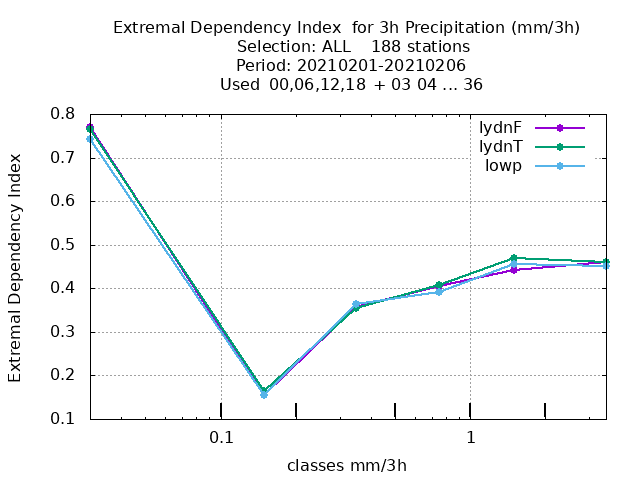 Extremal Dependency Index  for 3h Precipitation (mm/3h)
Selection: ALL    188 stations
Period: 20210201-20210206
Used  00,06,12,18  + 03 04 ... 36
lydnF
lydnT
lowp
0.8
0.7
0.6
0.5
0.4
0.3
0.2
0.1
Extremal Dependency Index
0.1
1
classes mm/3h